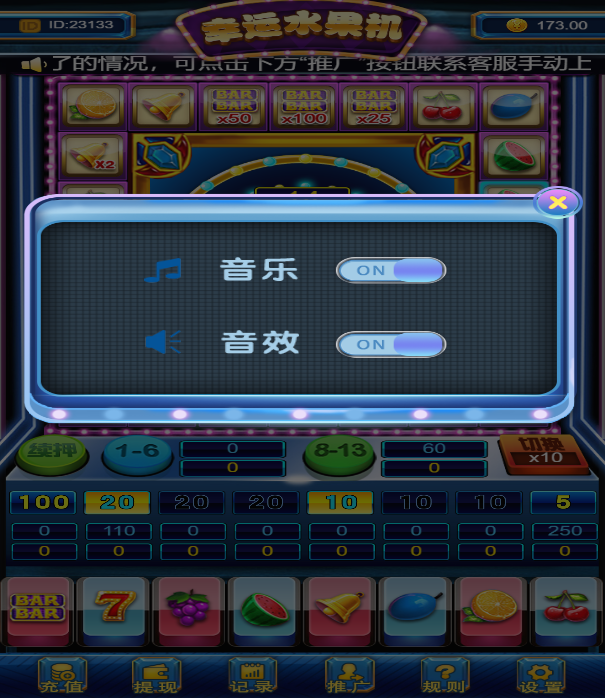 ID ID:23133
幸运水果机
173.00
了的情况，可点击下方“推广”按钮联系客服手动上
BAR BAR x50
BAR BAR x100
BAR BAR x25
x2
音乐 ON
音效 ON
续押 1-6 0 8-13 60 切换
0 0 x10
100 20 20 20 10 10 10 5
0 110 0 0 0 0 0 250
0 0 0 0 0 0 0 0
BAR BAR 7
充值 提现 记录 推广 规则 设置